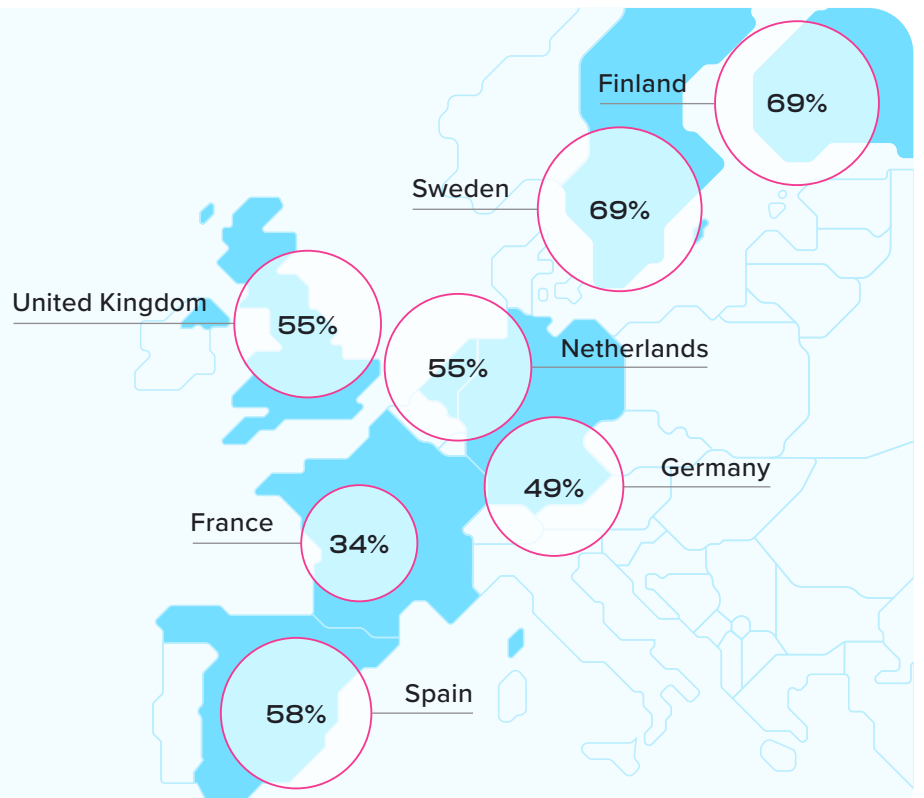 Finland
69%
Sweden
69%
United Kingdom
55%
Netherlands
55%
Germany
49%
France
34%
Spain
58%